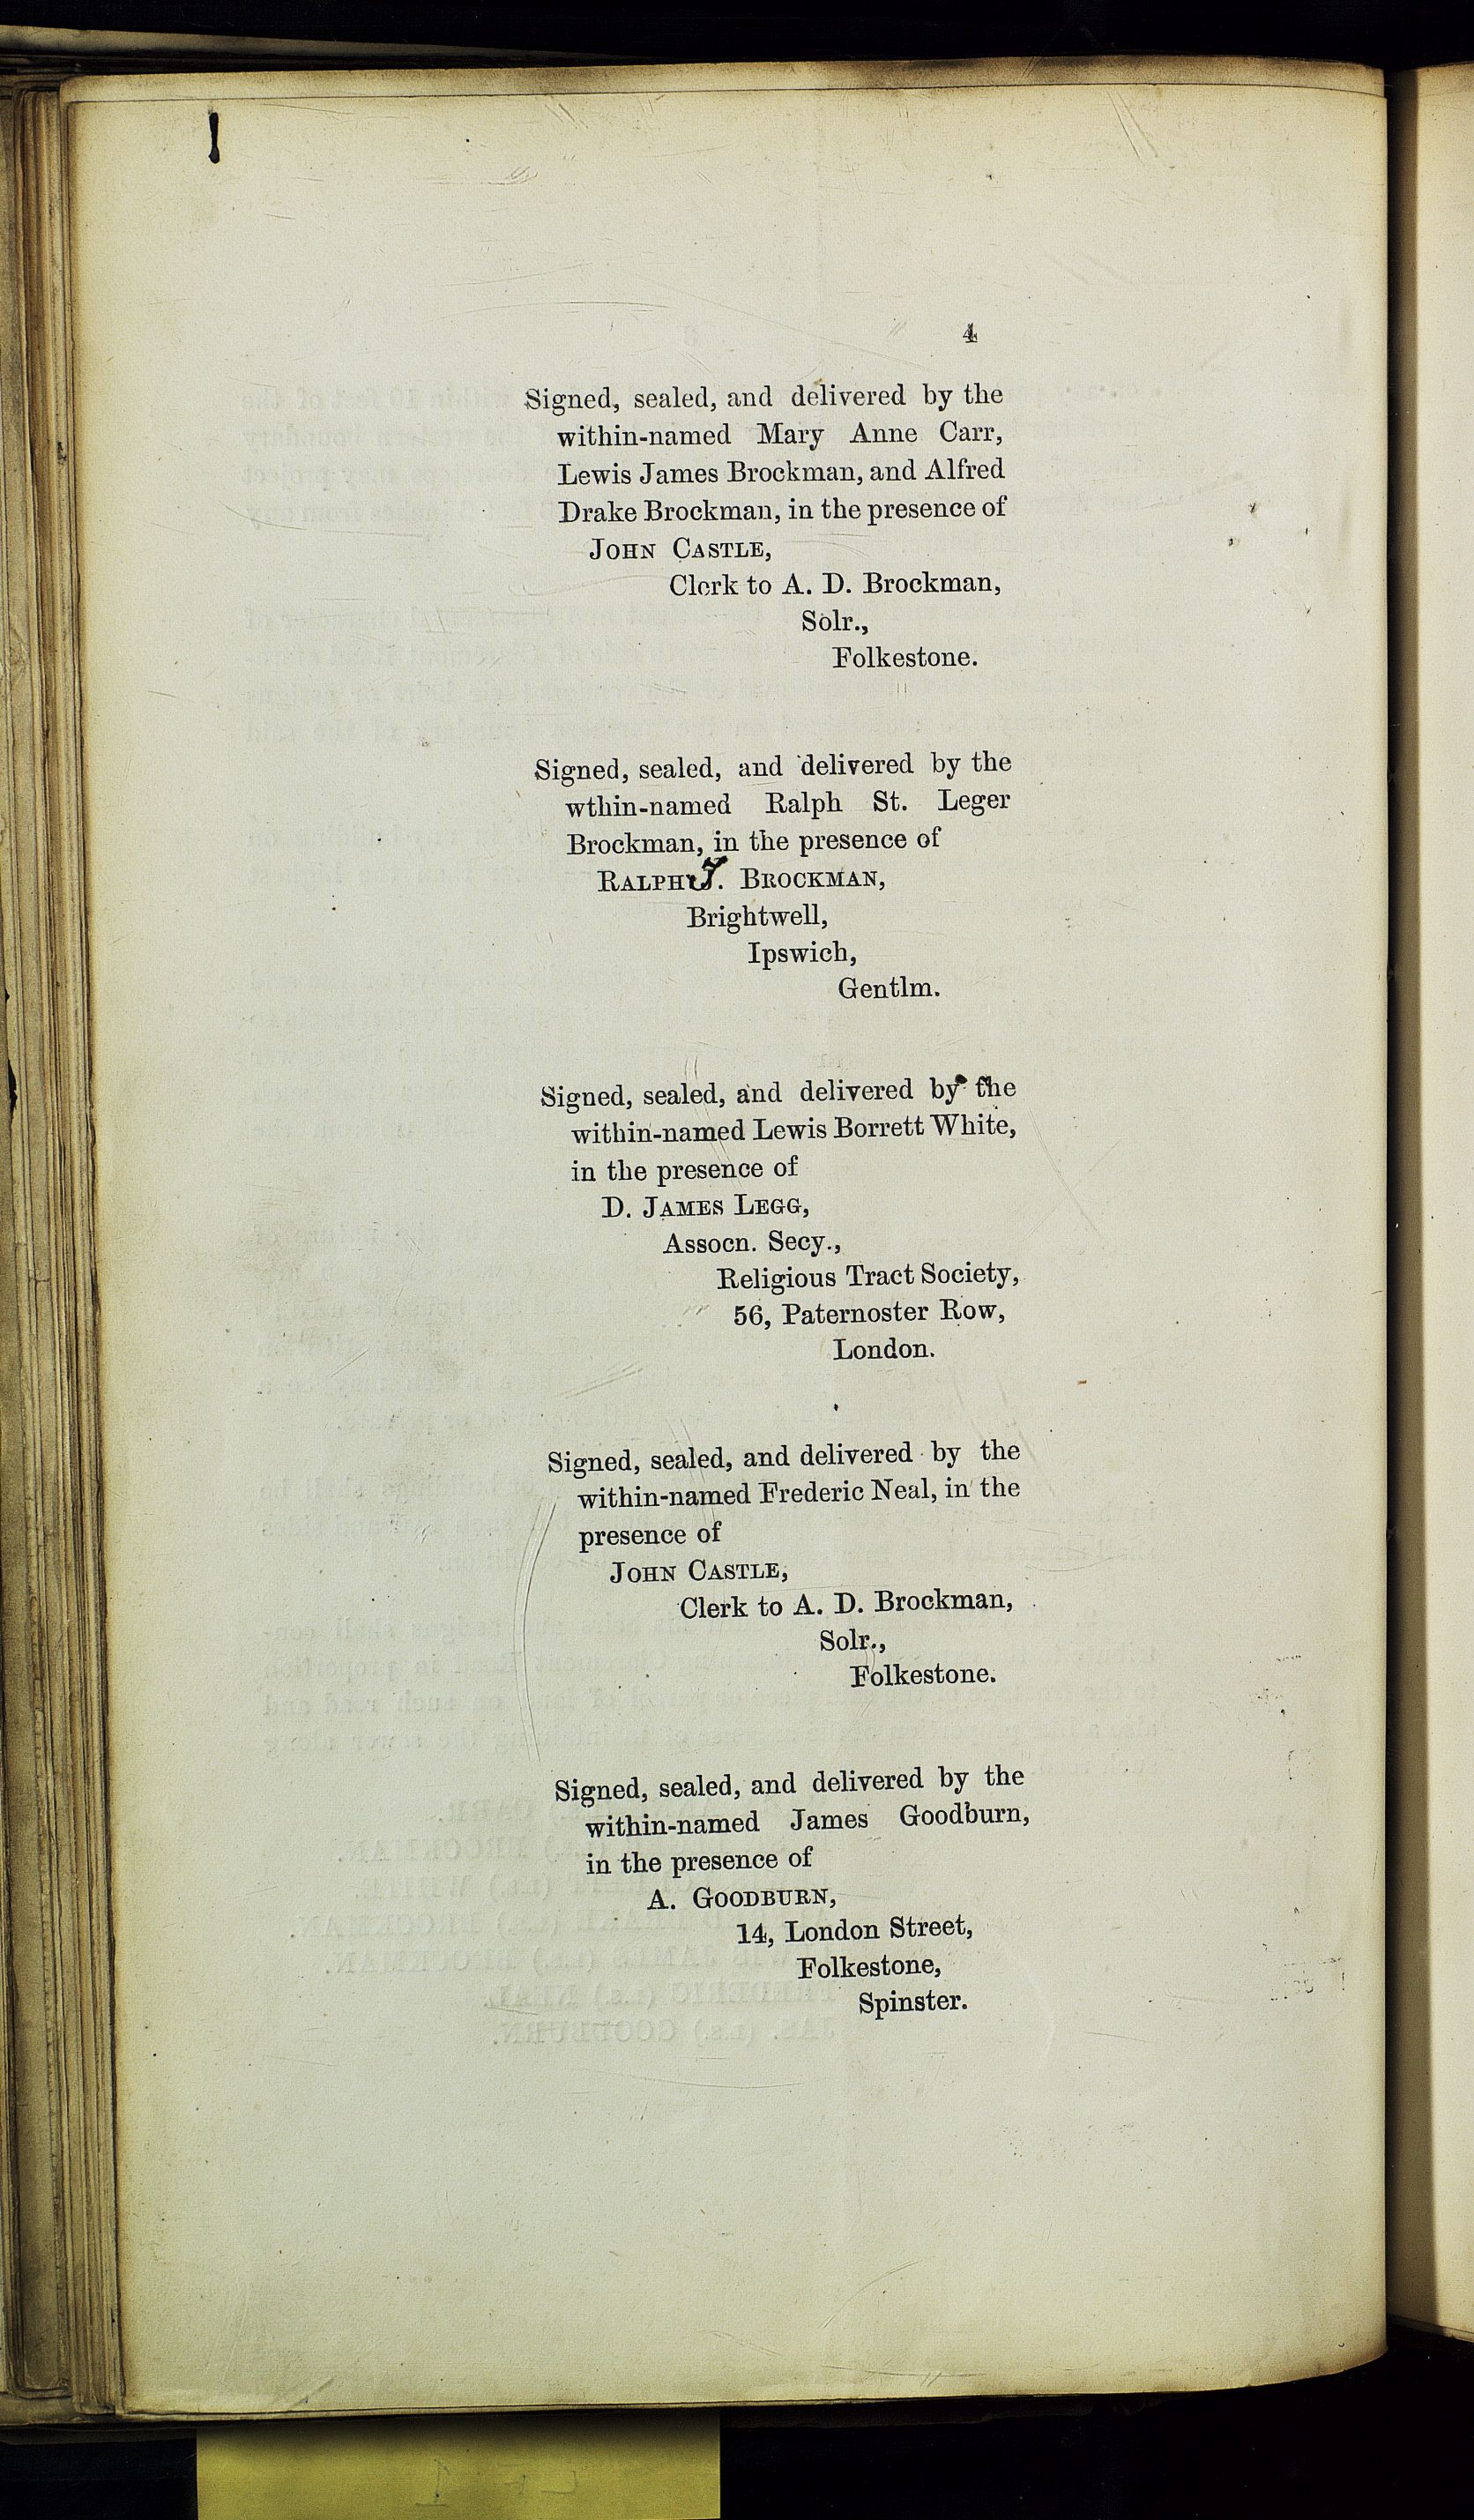 4
Signed, sealed, and delivered by the
within-named Mary Anne Carr,
Lewis James Brockman, and Alfred
Drake Brockman, in the presence of
JOHN CASTLE,
Clerk to A. D. Brockman,
Solr.,
Folkestone.
Signed, sealed, and delivered by the
wthin-named Ralph St. Leger
Brockman, in the presence of
RALPH T. BROCKMAN,
Brightwell,
Ipswich,
Gentlm.
Signed, sealed, and delivered by the
within-named Lewis Borrett White,
in the presence of
D. JAMES LEGG,
Assocn. Secy.,
Religious Tract Society,
56, Paternoster Row,
London.
Signed, sealed, and delivered by the
within-named Frederic Neal, in the
presence of
JOHN CASTLE,
Clerk to A. D. Brockman,
Solr.,
Folkestone.
Signed, sealed, and delivered by the
within-named James Goodburn,
in the presence of
A. GOODBURN,
14, London Street,
Folkestone,
Spinster.